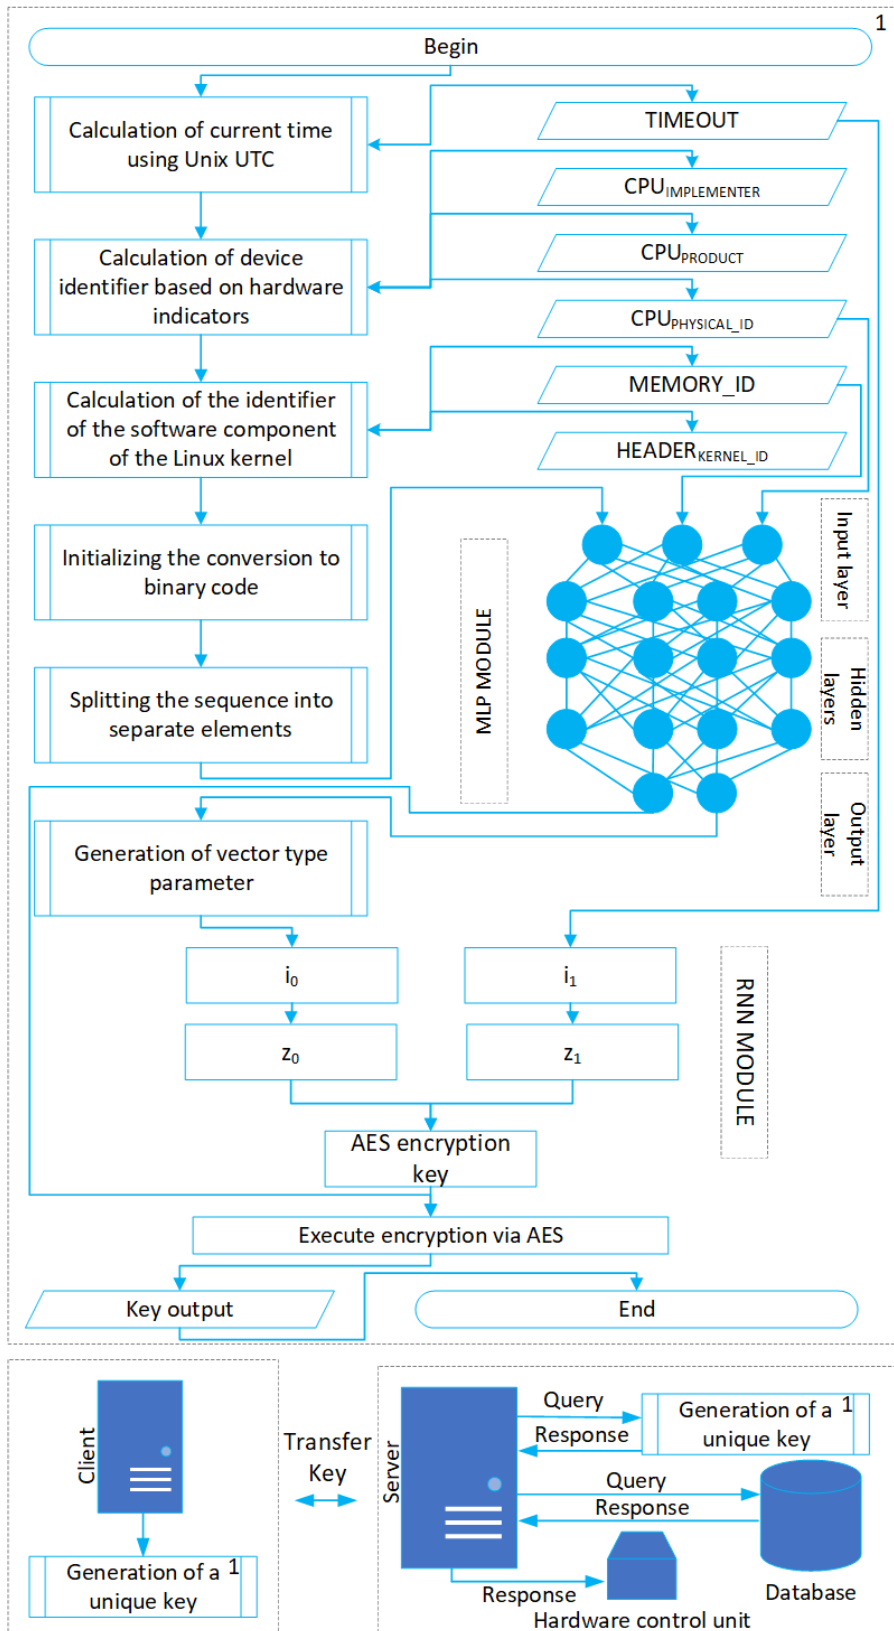 1
Begin
Calculation of current time
using Unix UTC
TIMEOUT
CPU_IMPLEMENTER
Calculation of device
identifier based on hardware
indicators
CPU_PRODUCT
CPU_PHYSICAL_ID
MEMORY_ID
Calculation of the identifier
of the software component
of the Linux kernel
HEADER_KERNEL_ID
Initializing the conversion to
binary code
Splitting the sequence into
separate elements
MLP MODULE
Input layer
Hidden
layers
Output
layer
Generation of vector type
parameter
i₀
i₁
z₀
z₁
RNN MODULE
AES encryption
key
Execute encryption via AES
Key output
End
Client
Generation of a 1
unique key
Transfer
Key
Server
Query
Response
Generation of a 1
unique key
Query
Response
Database
Response
Hardware control unit